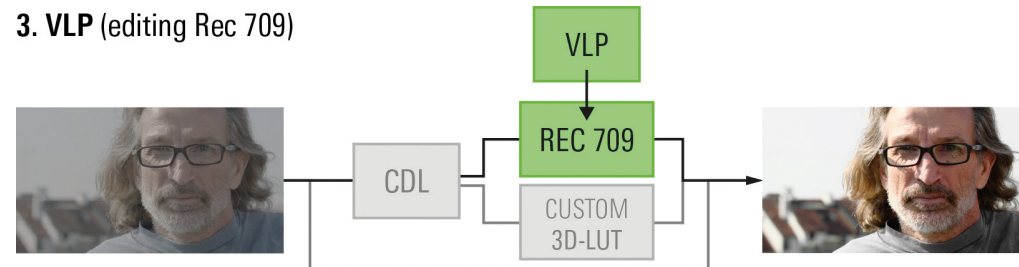 3. VLP (editing Rec 709)
VLP
REC 709
CDL
CUSTOM
3D-LUT